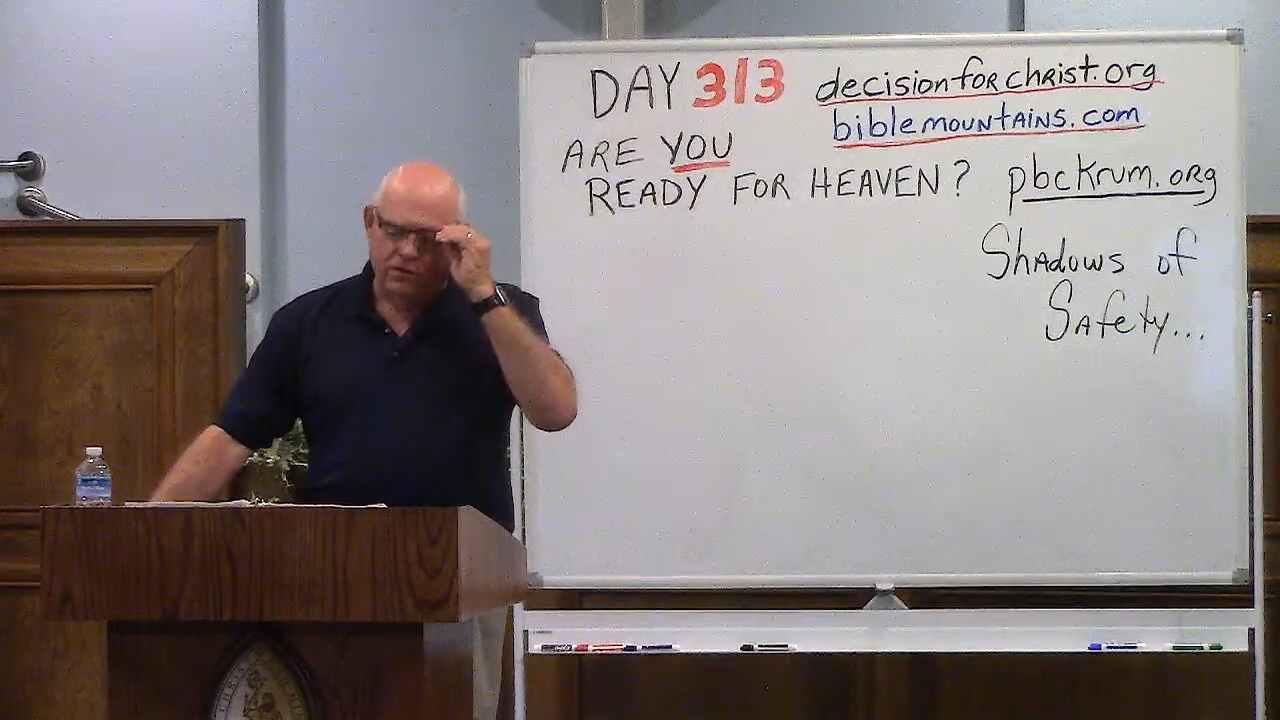 DAY 313
decisionforchrist.org
biblemountains.com
ARE YOU
READY FOR HEAVEN?
pbckrum.org
Shadows of
Safety...